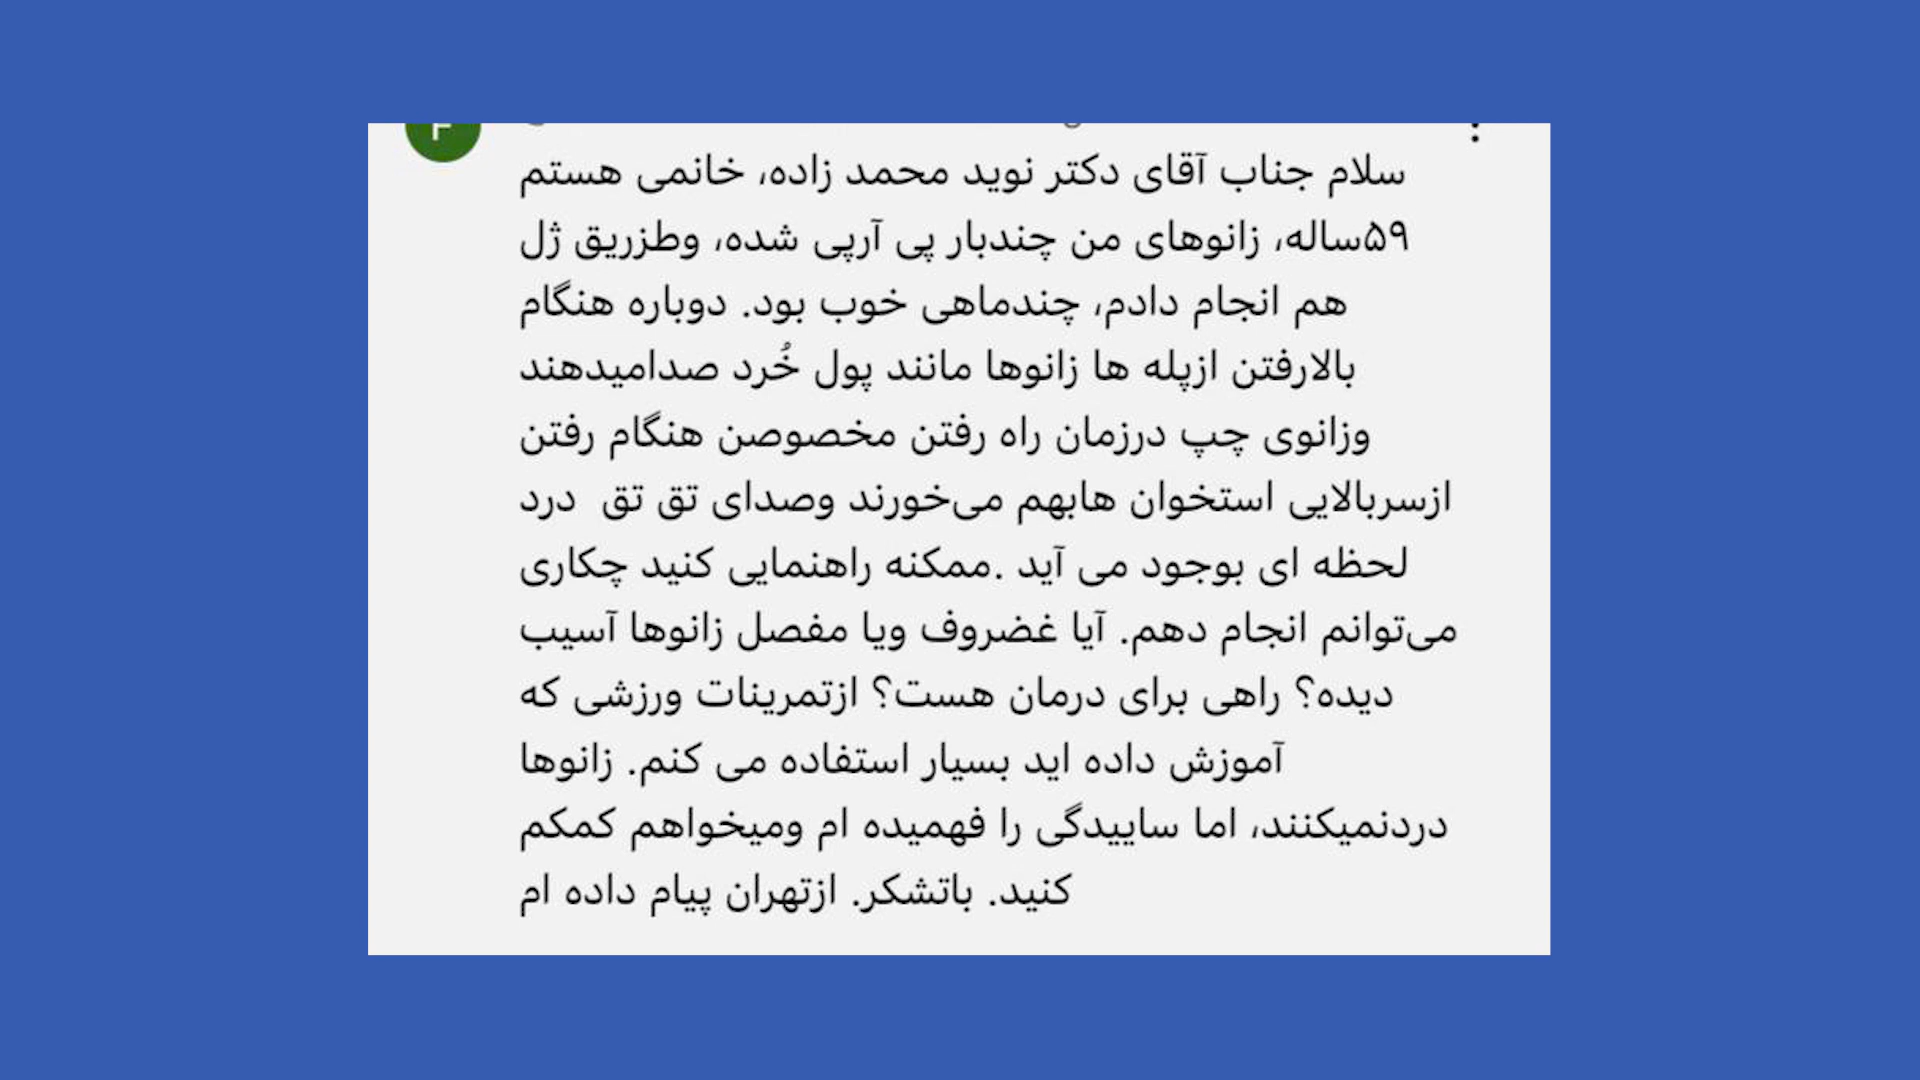 F
سلام جناب آقای دکتر نوید محمد زاده، خانمی هستم
۵۹ساله، زانوهای من چندبار پی آرپی شده، وطزریق ژل
هم انجام دادم، چندماهی خوب بود. دوباره هنگام
بالارفتن ازپله ها زانوها مانند پول خُرد صدامیدهند
وزانوی چپ درزمان راه رفتن مخصوصن هنگام رفتن
ازسربالایی استخوان هابهم می‌خورند وصدای تق تق  درد
لحظه ای بوجود می آید .ممکنه راهنمایی کنید چکاری
می‌توانم انجام دهم. آیا غضروف ویا مفصل زانوها آسیب
دیده؟ راهی برای درمان هست؟ ازتمرینات ورزشی که
آموزش داده اید بسیار استفاده می کنم. زانوها
دردنمیکنند، اما ساییدگی را فهمیده ام ومیخواهم کمکم
کنید. باتشکر. ازتهران پیام داده ام